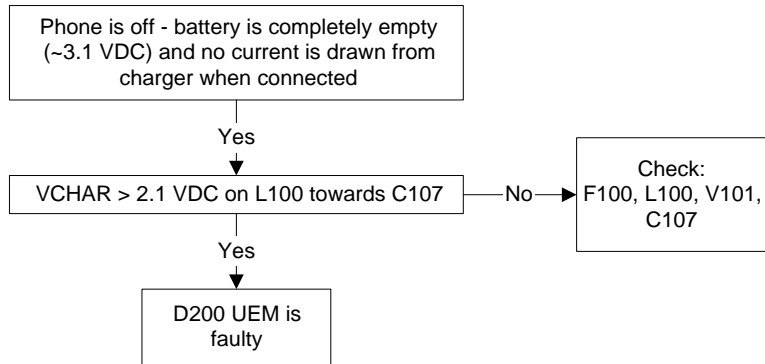 Phone is off - battery is completely empty
(~3.1 VDC) and no current is drawn from
charger when connected
Yes
VCHAR > 2.1 VDC on L100 towards C107
No
Check:
F100, L100, V101,
C107
Yes
D200 UEM is
faulty